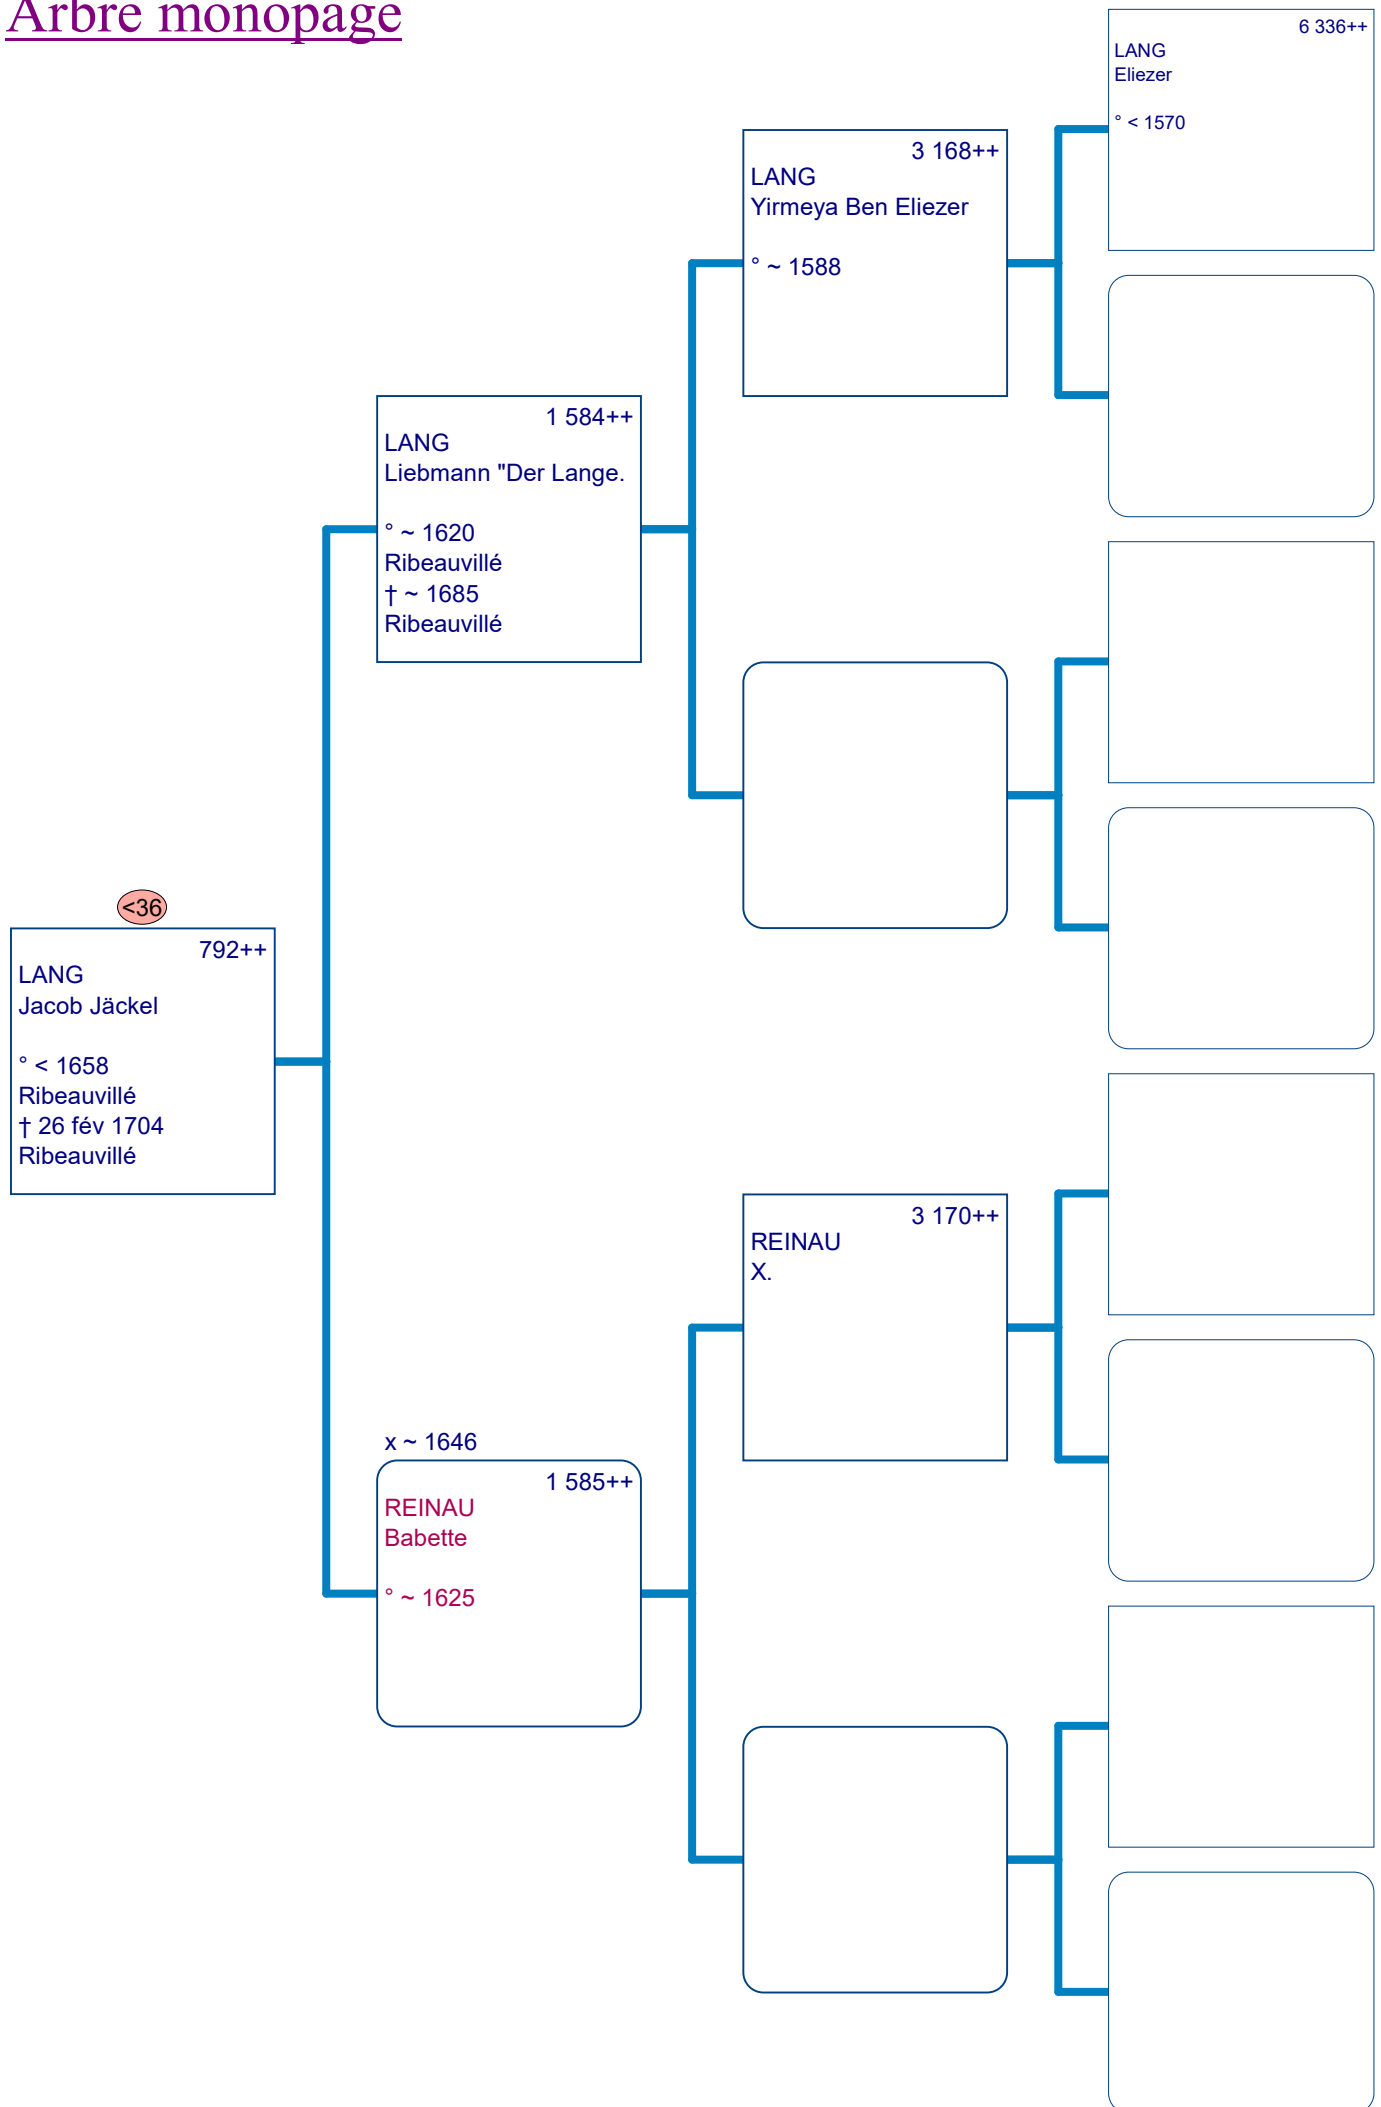 Arbre monopage
6 336++
LANG
Eliezer
° < 1570
3 168++
LANG
Yirmeya Ben Eliezer
° ~ 1588
1 584++
LANG
Liebmann "Der Lange.
° ~ 1620
Ribeauvillé
† ~ 1685
Ribeauvillé
<36
792++
LANG
Jacob Jäckel
° < 1658
Ribeauvillé
† 26 fév 1704
Ribeauvillé
3 170++
REINAU
X.
x ~ 1646
1 585++
REINAU
Babette
° ~ 1625